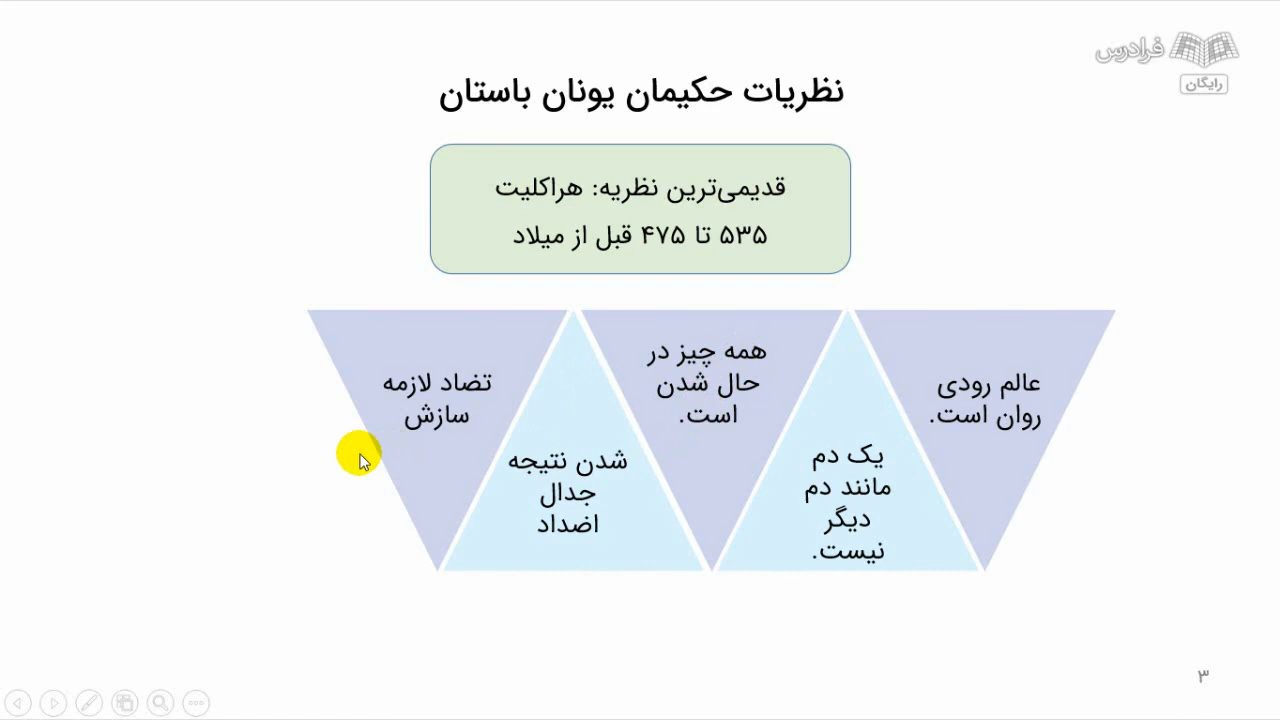 فرادرس
رایگان
نظریات حکیمان یونان باستان
قدیمی‌ترین نظریه: هراکلیت
۵۳۵ تا ۴۷۵ قبل از میلاد
عالم رودی
روان است.
یک دم
مانند دم
دیگر
نیست.
همه چیز در
حال شدن
است.
شدن نتیجه
جدال
اضداد
تضاد لازمه
سازش
۳